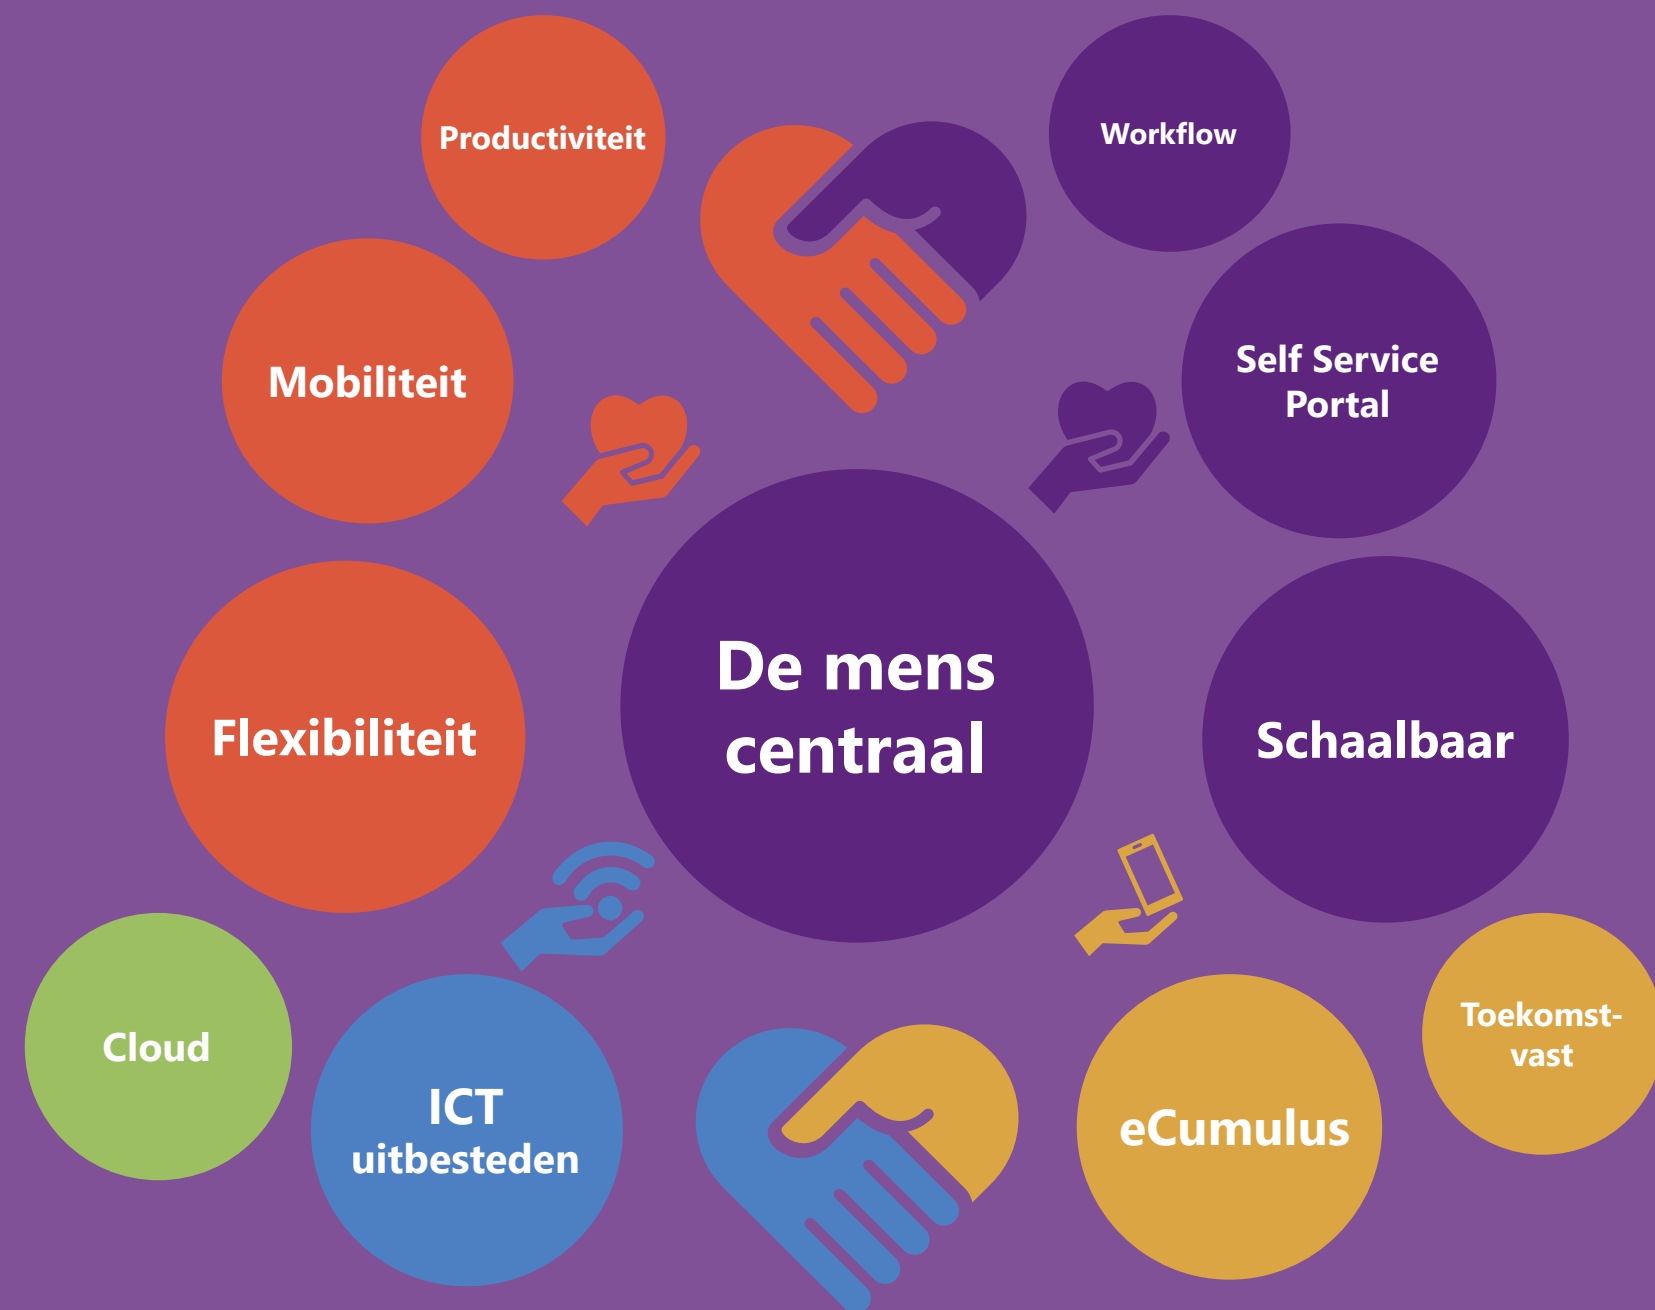 Productiviteit
Workflow
Mobiliteit
Self Service
Portal
Flexibiliteit
De mens
centraal
Schaalbaar
Cloud
ICT
uitbesteden
eCumulus
Toekomst-
vast